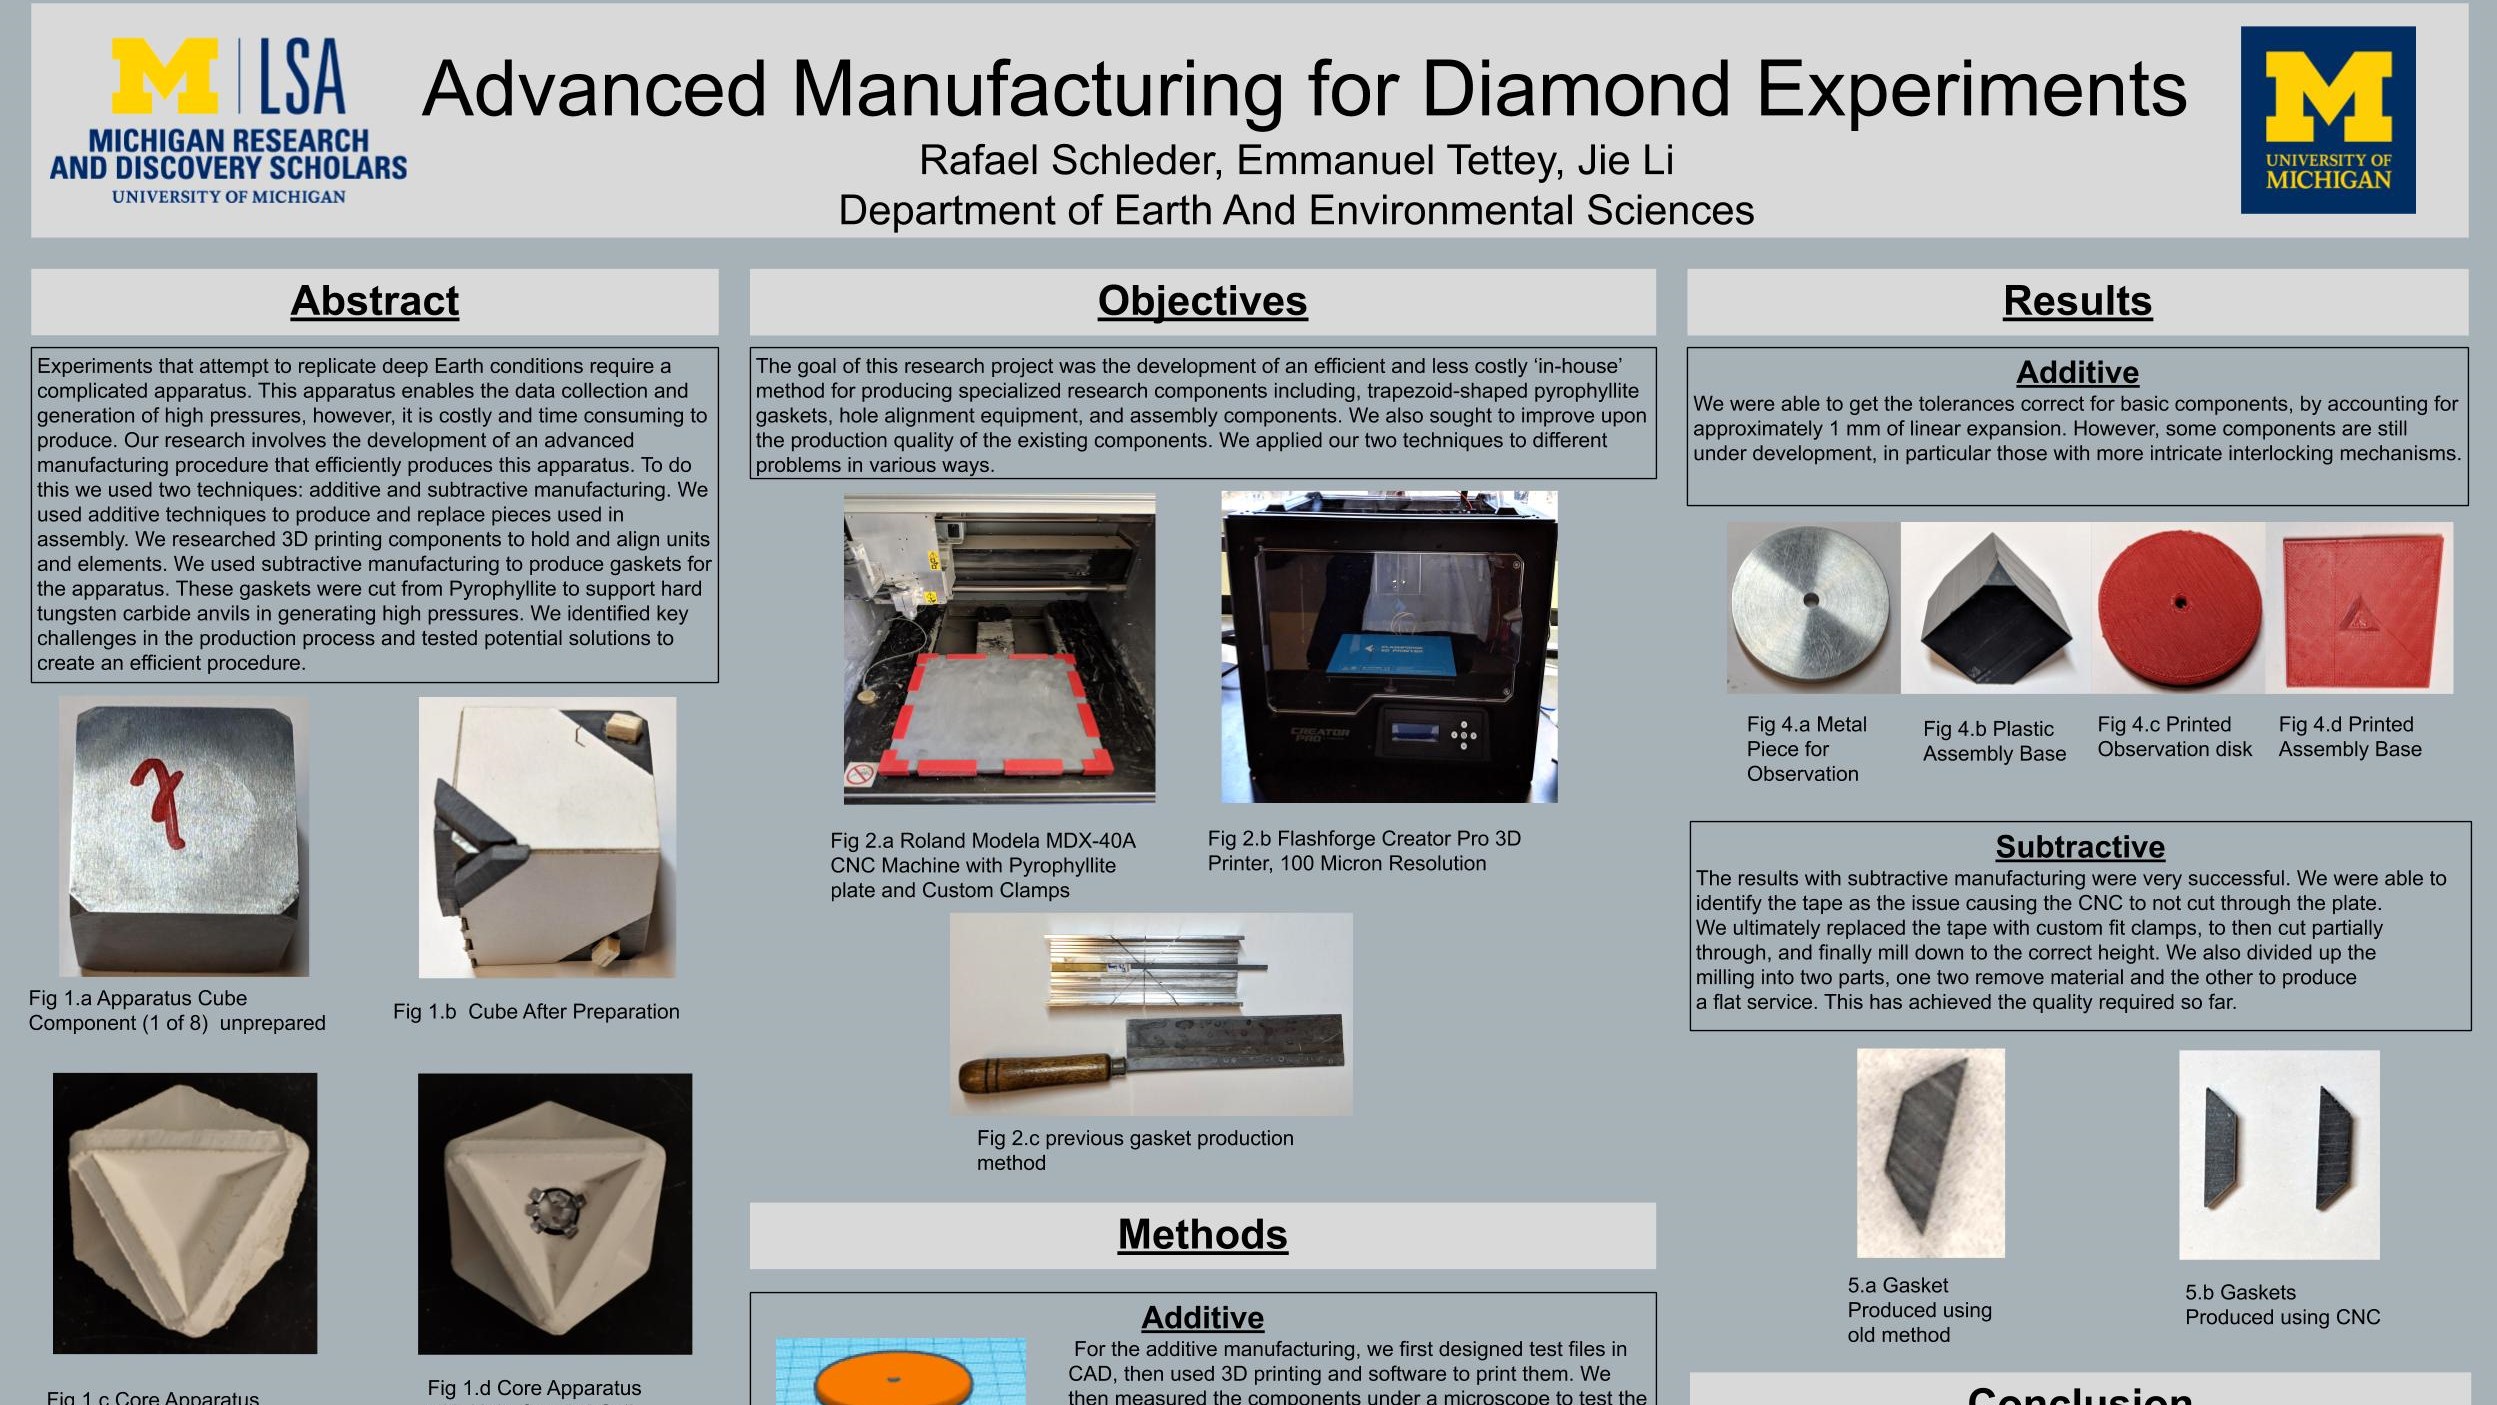 M | LSA
MICHIGAN RESEARCH
AND DISCOVERY SCHOLARS
UNIVERSITY OF MICHIGAN
Advanced Manufacturing for Diamond Experiments
Rafael Schleder, Emmanuel Tettey, Jie Li
Department of Earth And Environmental Sciences
M
UNIVERSITY OF
MICHIGAN
Abstract
Experiments that attempt to replicate deep Earth conditions require a
complicated apparatus. This apparatus enables the data collection and
generation of high pressures, however, it is costly and time consuming to
produce. Our research involves the development of an advanced
manufacturing procedure that efficiently produces this apparatus. To do
this we used two techniques: additive and subtractive manufacturing. We
used additive techniques to produce and replace pieces used in
assembly. We researched 3D printing components to hold and align units
and elements. We used subtractive manufacturing to produce gaskets for
the apparatus. These gaskets were cut from Pyrophyllite to support hard
tungsten carbide anvils in generating high pressures. We identified key
challenges in the production process and tested potential solutions to
create an efficient procedure.
Fig 1.a Apparatus Cube
Component (1 of 8)  unprepared
Fig 1.b  Cube After Preparation
Fig 1.c Core Apparatus
Fig 1.d Core Apparatus
Objectives
The goal of this research project was the development of an efficient and less costly ‘in-house’
method for producing specialized research components including, trapezoid-shaped pyrophyllite
gaskets, hole alignment equipment, and assembly components. We also sought to improve upon
the production quality of the existing components. We applied our two techniques to different
problems in various ways.
FLASHFORGE
3D PRINTER
CREATOR
PRO
Fig 2.a Roland Modela MDX-40A
CNC Machine with Pyrophyllite
plate and Custom Clamps
Fig 2.b Flashforge Creator Pro 3D
Printer, 100 Micron Resolution
Fig 2.c previous gasket production
method
Methods
Additive
For the additive manufacturing, we first designed test files in
CAD, then used 3D printing and software to print them. We
then measured the components under a microscope to test the
Results
Additive
We were able to get the tolerances correct for basic components, by accounting for
approximately 1 mm of linear expansion. However, some components are still
under development, in particular those with more intricate interlocking mechanisms.
Fig 4.a Metal
Piece for
Observation
Fig 4.b Plastic
Assembly Base
Fig 4.c Printed
Observation disk
Fig 4.d Printed
Assembly Base
Subtractive
The results with subtractive manufacturing were very successful. We were able to
identify the tape as the issue causing the CNC to not cut through the plate.
We ultimately replaced the tape with custom fit clamps, to then cut partially
through, and finally mill down to the correct height. We also divided up the
milling into two parts, one two remove material and the other to produce
a flat service. This has achieved the quality required so far.
5.a Gasket
Produced using
old method
5.b Gaskets
Produced using CNC
Conclusion